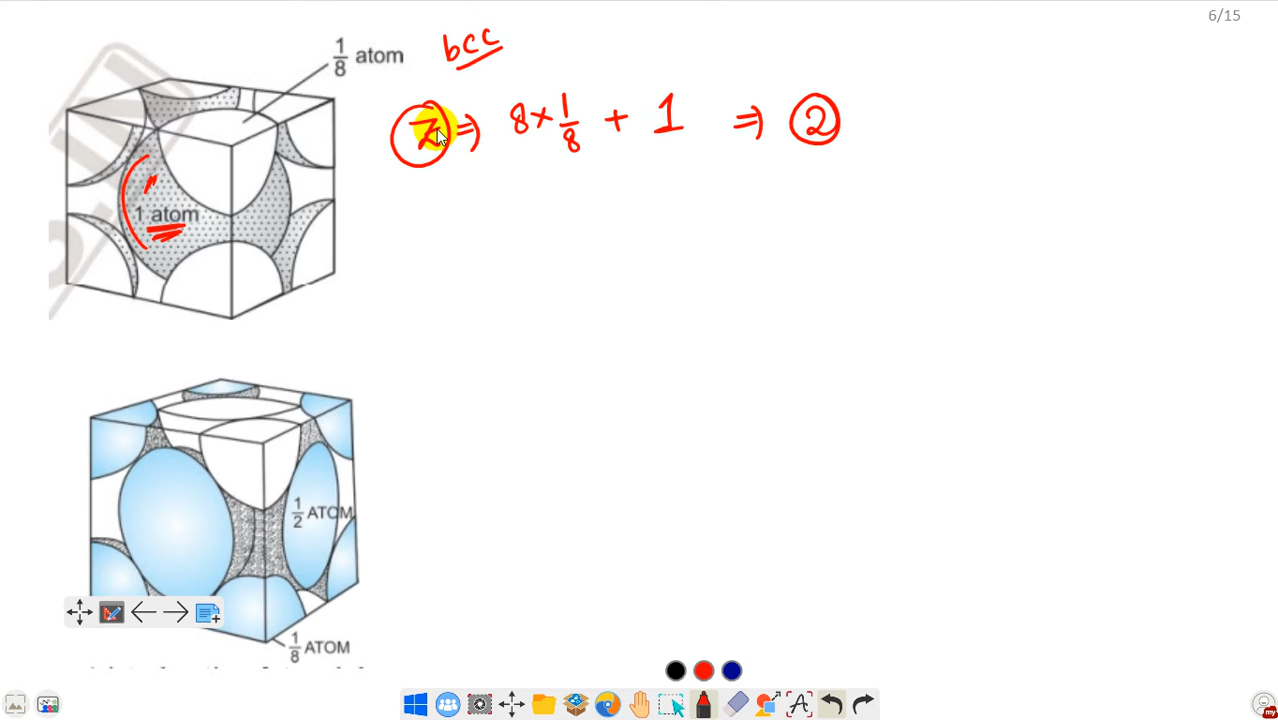 6/15
bcc
1/8 atom
Z ⇒ 8 × 1/8 + 1 ⇒ 2
1 atom
1/2 ATOM
1/8 ATOM
my